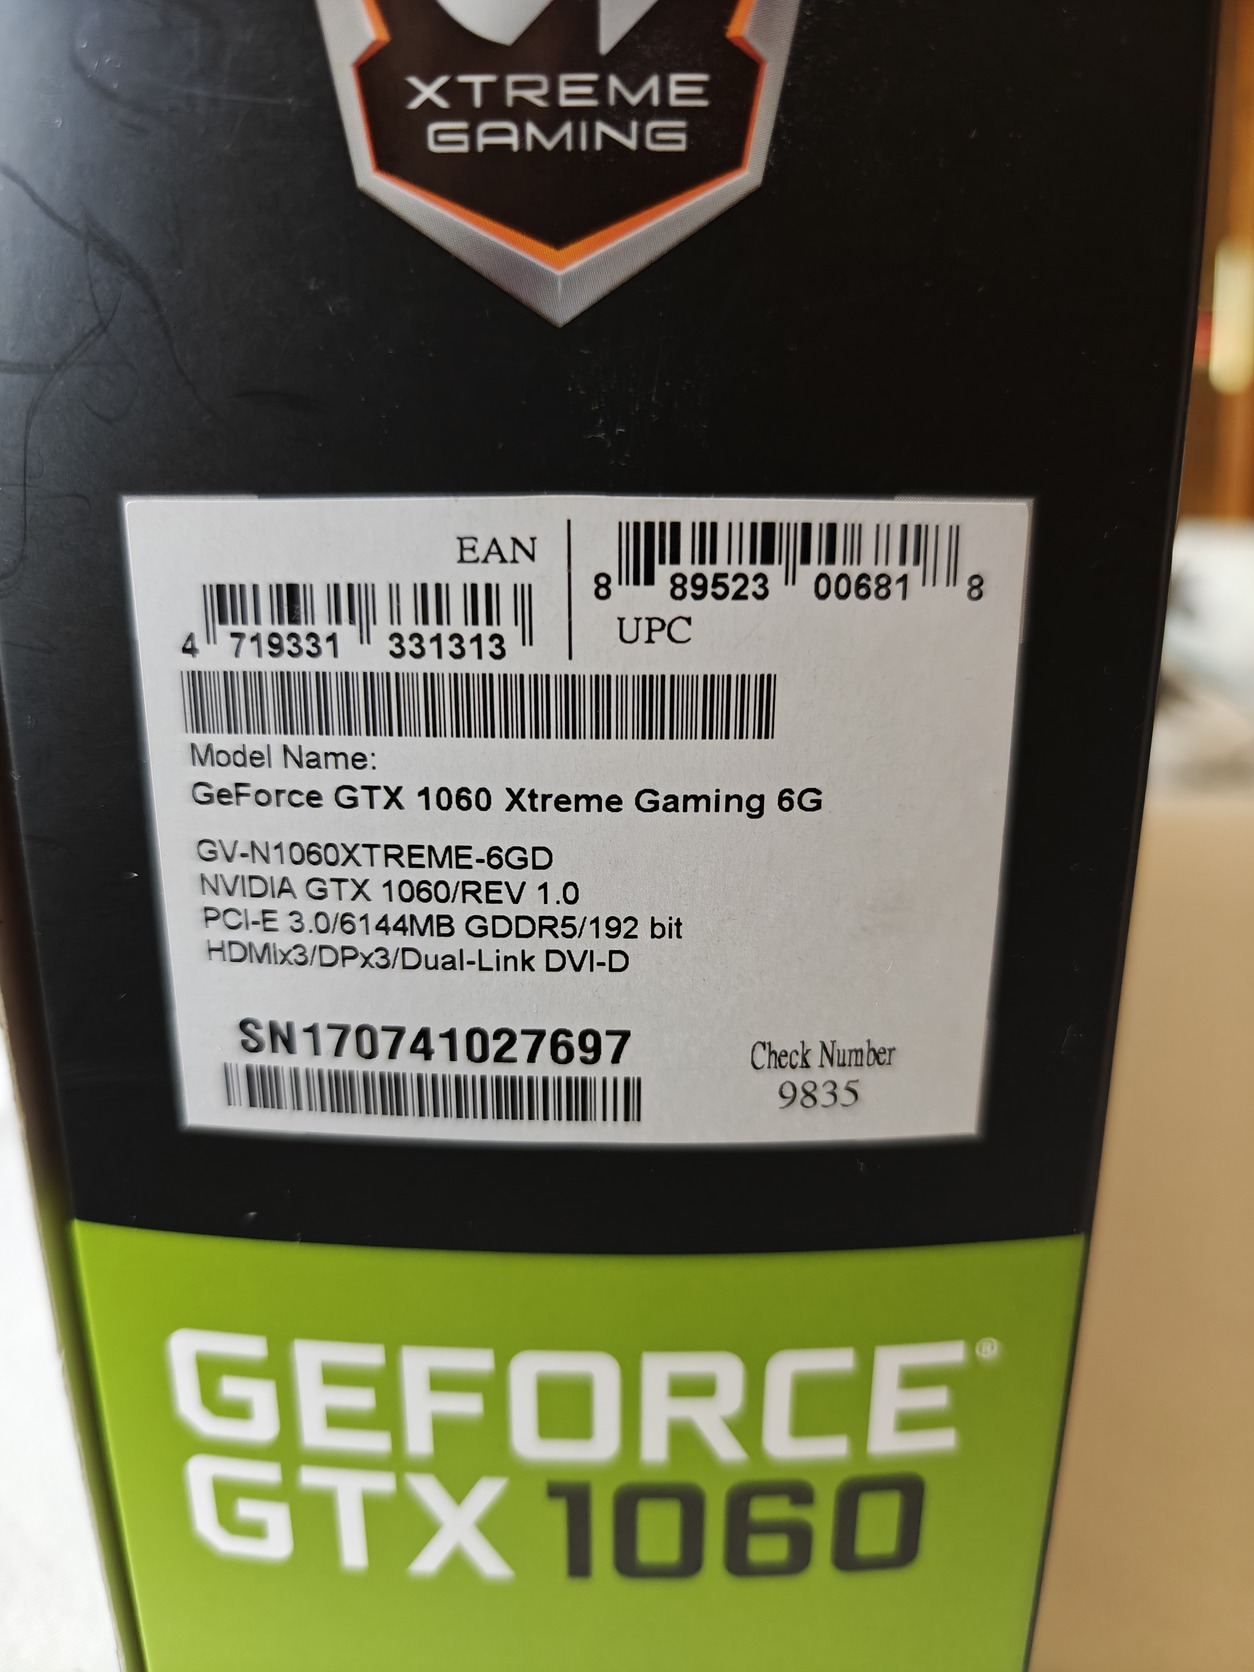 XTREME
GAMING
EAN
4 719331 331313
8 89523 00681 8
UPC
Model Name:
GeForce GTX 1060 Xtreme Gaming 6G
GV-N1060XTREME-6GD
NVIDIA GTX 1060/REV 1.0
PCI-E 3.0/6144MB GDDR5/192 bit
HDMIx3/DPx3/Dual-Link DVI-D
SN170741027697
Check Number
9835
GEFORCE®
GTX 1060